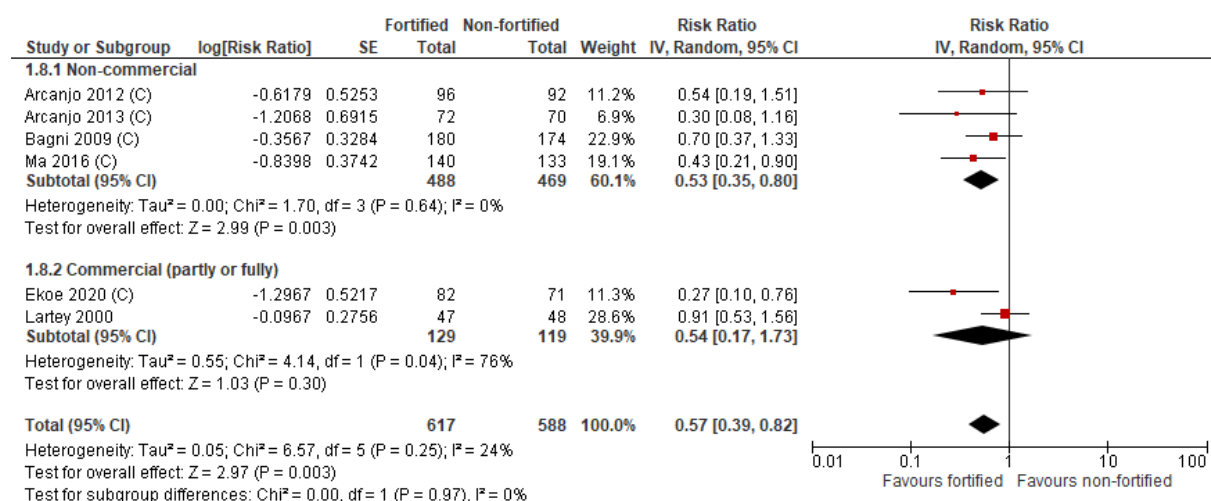 Fortified Non-fortified Risk Ratio Risk Ratio
Study or Subgroup log[Risk Ratio] SE Total Total Weight IV, Random, 95% CI IV, Random, 95% CI
1.8.1 Non-commercial
Arcanjo 2012 (C) -0.6179 0.5253 96 92 11.2% 0.54 [0.19, 1.51]
Arcanjo 2013 (C) -1.2068 0.6915 72 70 6.9% 0.30 [0.08, 1.16]
Bagni 2009 (C) -0.3567 0.3284 180 174 22.9% 0.70 [0.37, 1.33]
Ma 2016 (C) -0.8398 0.3742 140 133 19.1% 0.43 [0.21, 0.90]
Subtotal (95% CI) 488 469 60.1% 0.53 [0.35, 0.80]
Heterogeneity: Tau² = 0.00; Chi² = 1.70, df = 3 (P = 0.64); I² = 0%
Test for overall effect: Z = 2.99 (P = 0.003)
1.8.2 Commercial (partly or fully)
Ekoe 2020 (C) -1.2967 0.5217 82 71 11.3% 0.27 [0.10, 0.76]
Lartey 2000 -0.0967 0.2756 47 48 28.6% 0.91 [0.53, 1.56]
Subtotal (95% CI) 129 119 39.9% 0.54 [0.17, 1.73]
Heterogeneity: Tau² = 0.55; Chi² = 4.14, df = 1 (P = 0.04); I² = 76%
Test for overall effect: Z = 1.03 (P = 0.30)
Total (95% CI) 617 588 100.0% 0.57 [0.39, 0.82]
Heterogeneity: Tau² = 0.05; Chi² = 6.57, df = 5 (P = 0.25); I² = 24%
Test for overall effect: Z = 2.97 (P = 0.003)
Test for subgroup differences: Chi² = 0.00, df = 1 (P = 0.97), I² = 0%
0.01 0.1 1 10 100
Favours fortified Favours non-fortified